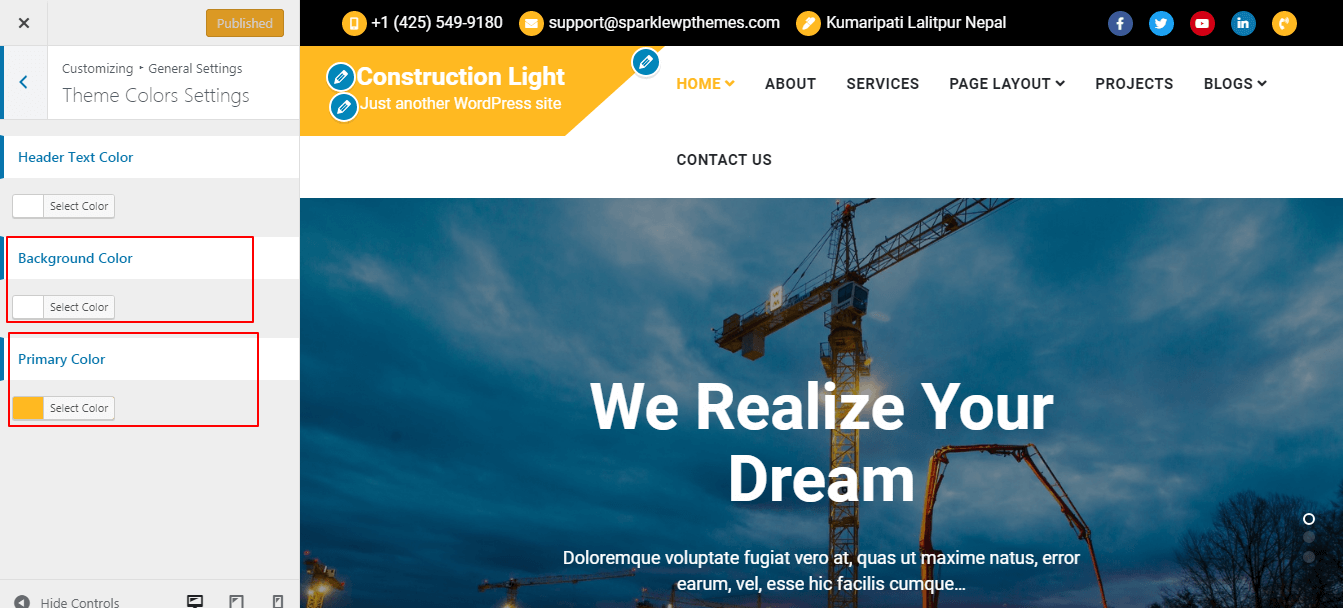 Published
Customizing ▸ General Settings
Theme Colors Settings
Header Text Color
Select Color
Background Color
Select Color
Primary Color
Select Color
Hide Controls
+1 (425) 549-9180 support@sparklewpthemes.com Kumaripati Lalitpur Nepal
Construction Light
Just another WordPress site
HOME ABOUT SERVICES PAGE LAYOUT PROJECTS BLOGS
CONTACT US
We Realize Your
Dream
Doloremque voluptate fugiat vero at, quas ut maxime natus, error
earum, vel, esse hic facilis cumque...